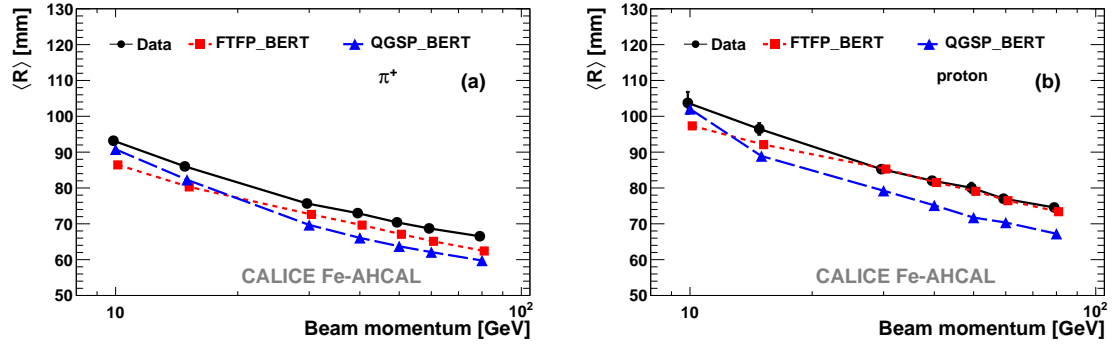 ⟨R⟩ [mm]
130
120
110
100
90
80
70
60
50
Data
FTFP_BERT
QGSP_BERT
π⁺
(a)
CALICE Fe-AHCAL
10
10²
Beam momentum [GeV]
⟨R⟩ [mm]
130
120
110
100
90
80
70
60
50
Data
FTFP_BERT
QGSP_BERT
proton
(b)
CALICE Fe-AHCAL
10
10²
Beam momentum [GeV]